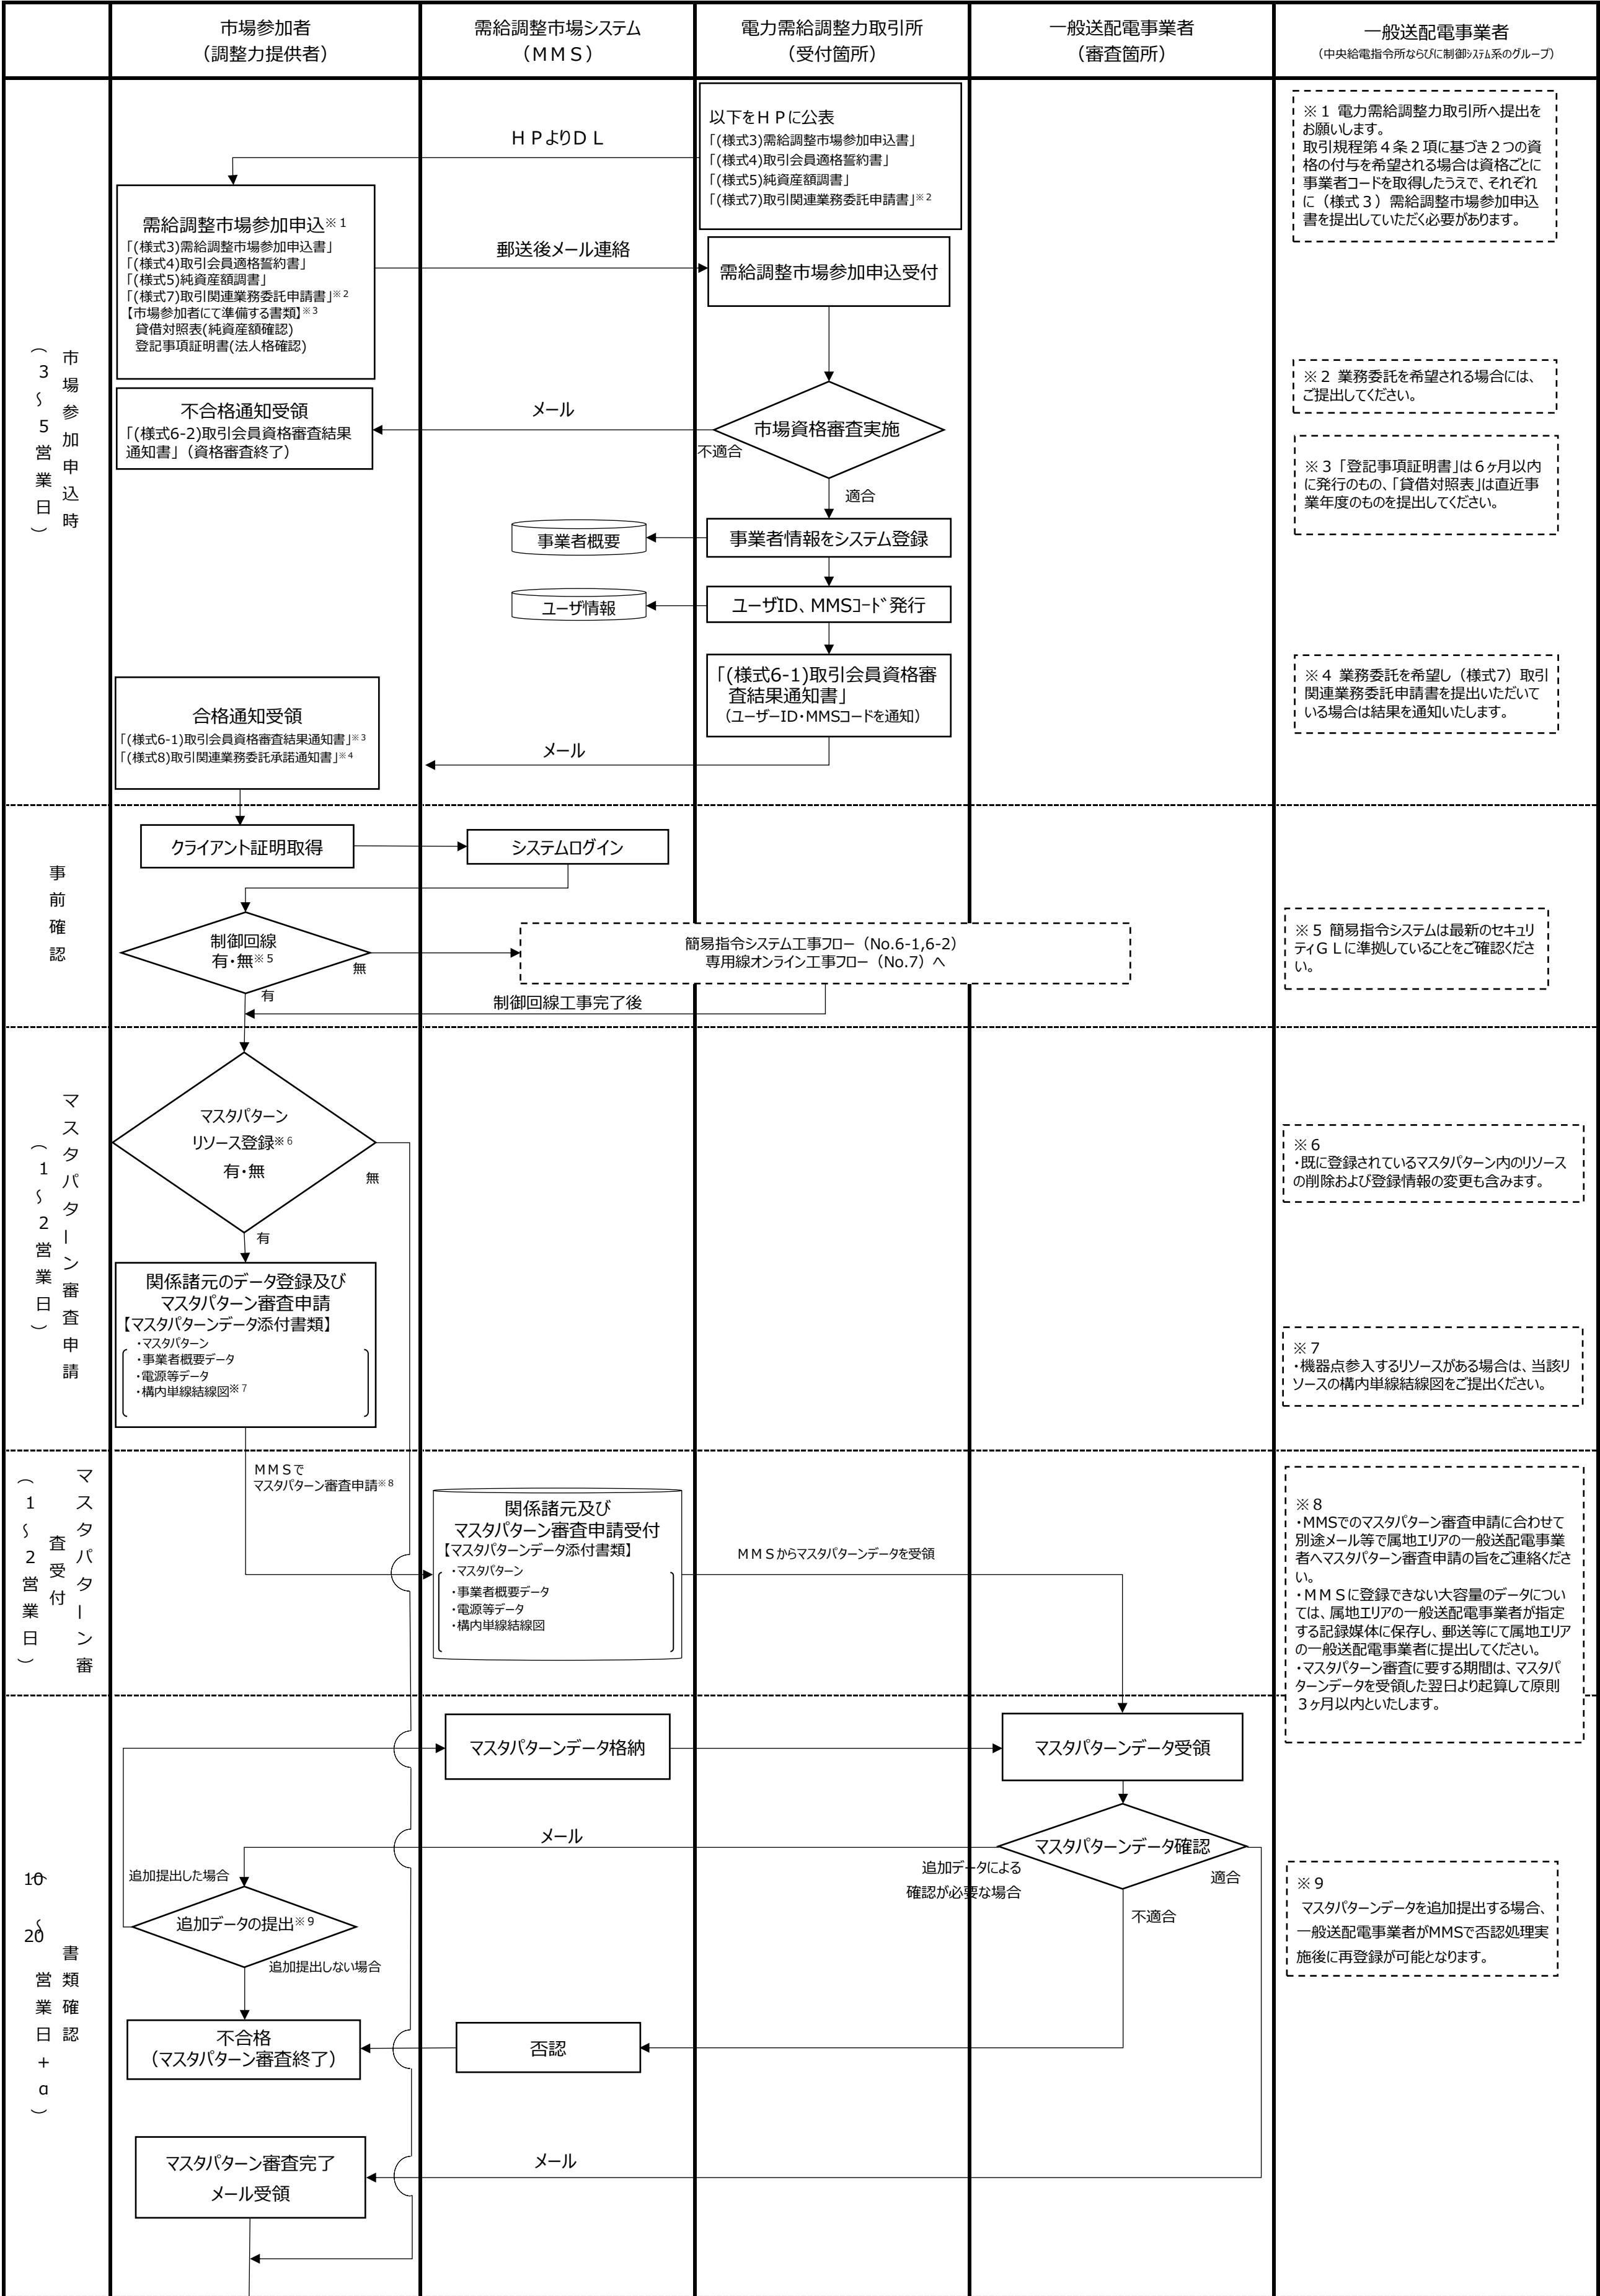 市場参加者
（調整力提供者）
需給調整市場システム
（ＭＭＳ）
電力需給調整力取引所
（受付箇所）
一般送配電事業者
（審査箇所）
一般送配電事業者
（中央給電指令所ならびに制御ｼｽﾃﾑ系のグループ）
市場参加申込時
（３～５営業日）
以下をＨＰに公表
「(様式3)需給調整市場参加申込書」
「(様式4)取引会員適格誓約書」
「(様式5)純資産額調書」
「(様式7)取引関連業務委託申請書」※２
ＨＰよりＤＬ
※１ 電力需給調整力取引所へ提出を
お願いします。
取引規程第４条２項に基づき２つの資
格の付与を希望される場合は資格ごとに
事業者コードを取得したうえで、それぞれ
に（様式３）需給調整市場参加申込
書を提出していただく必要があります。
需給調整市場参加申込※１
「(様式3)需給調整市場参加申込書」
「(様式4)取引会員適格誓約書」
「(様式5)純資産額調書」
「(様式7)取引関連業務委託申請書」※２
【市場参加者にて準備する書類】※３
貸借対照表(純資産額確認)
登記事項証明書(法人格確認)
郵送後メール連絡
需給調整市場参加申込受付
※２ 業務委託を希望される場合には、
ご提出してください。
不合格通知受領
「(様式6-2)取引会員資格審査結果
通知書」（資格審査終了）
メール
市場資格審査実施
不適合
適合
※３「登記事項証明書」は６ヶ月以内
に発行のもの、「貸借対照表」は直近事
業年度のものを提出してください。
事業者概要
事業者情報をシステム登録
ユーザ情報
ユーザID、MMSｺｰﾄﾞ発行
「(様式6-1)取引会員資格審
査結果通知書」
（ユーザーID・MMSコードを通知）
※４ 業務委託を希望し（様式7）取引
関連業務委託申請書を提出いただいて
いる場合は結果を通知いたします。
合格通知受領
「(様式6-1)取引会員資格審査結果通知書」※３
「(様式8)取引関連業務委託承諾通知書」※４
メール
事前確認
クライアント証明取得
システムログイン
制御回線
有・無※５
無
有
簡易指令システム工事フロー（No.6-1,6-2）
専用線オンライン工事フロー（No.7）へ
制御回線工事完了後
※５ 簡易指令システムは最新のセキュリ
ティＧＬに準拠していることをご確認くださ
い。
マスタパターン審査申請
（１～２営業日）
マスタパターン
リソース登録※６
有・無
無
有
※６
・既に登録されているマスタパターン内のリソース
の削除および登録情報の変更も含みます。
関係諸元のデータ登録及び
マスタパターン審査申請
【マスタパターンデータ添付書類】
・マスタパターン
・事業者概要データ
・電源等データ
・構内単線結線図※７
※７
・機器点参入するリソースがある場合は、当該リ
ソースの構内単線結線図をご提出ください。
マスタパターン審
査受付
（１～２営業日）
ＭＭＳで
マスタパターン審査申請※８
関係諸元及び
マスタパターン審査申請受付
【マスタパターンデータ添付書類】
・マスタパターン
・事業者概要データ
・電源等データ
・構内単線結線図
ＭＭＳからマスタパターンデータを受領
※８
・MMSでのマスタパターン審査申請に合わせて
別途メール等で属地エリアの一般送配電事業
者へマスタパターン審査申請の旨をご連絡くださ
い。
・ＭＭＳに登録できない大容量のデータについ
ては、属地エリアの一般送配電事業者が指定
する記録媒体に保存し、郵送等にて属地エリア
の一般送配電事業者に提出してください。
・マスタパターン審査に要する期間は、マスタパ
ターンデータを受領した翌日より起算して原則
３ヶ月以内といたします。
書類確認
（10～20営業日+α）
マスタパターンデータ格納
マスタパターンデータ受領
メール
マスタパターンデータ確認
追加データによる
確認が必要な場合
適合
不適合
追加提出した場合
追加データの提出※９
追加提出しない場合
※９
マスタパターンデータを追加提出する場合、
一般送配電事業者がMMSで否認処理実
施後に再登録が可能となります。
不合格
（マスタパターン審査終了）
否認
マスタパターン審査完了
メール受領
メール